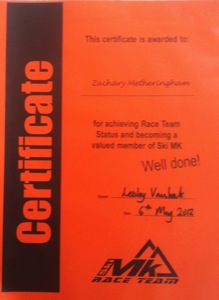 Certificate
This certificate is awarded to:
Zachary Metheringham
for achieving Race Team
Status and becoming a
valued member of Ski MK
Well done!
Lesley
6th May 2012
Ski MK
RACE TEAM